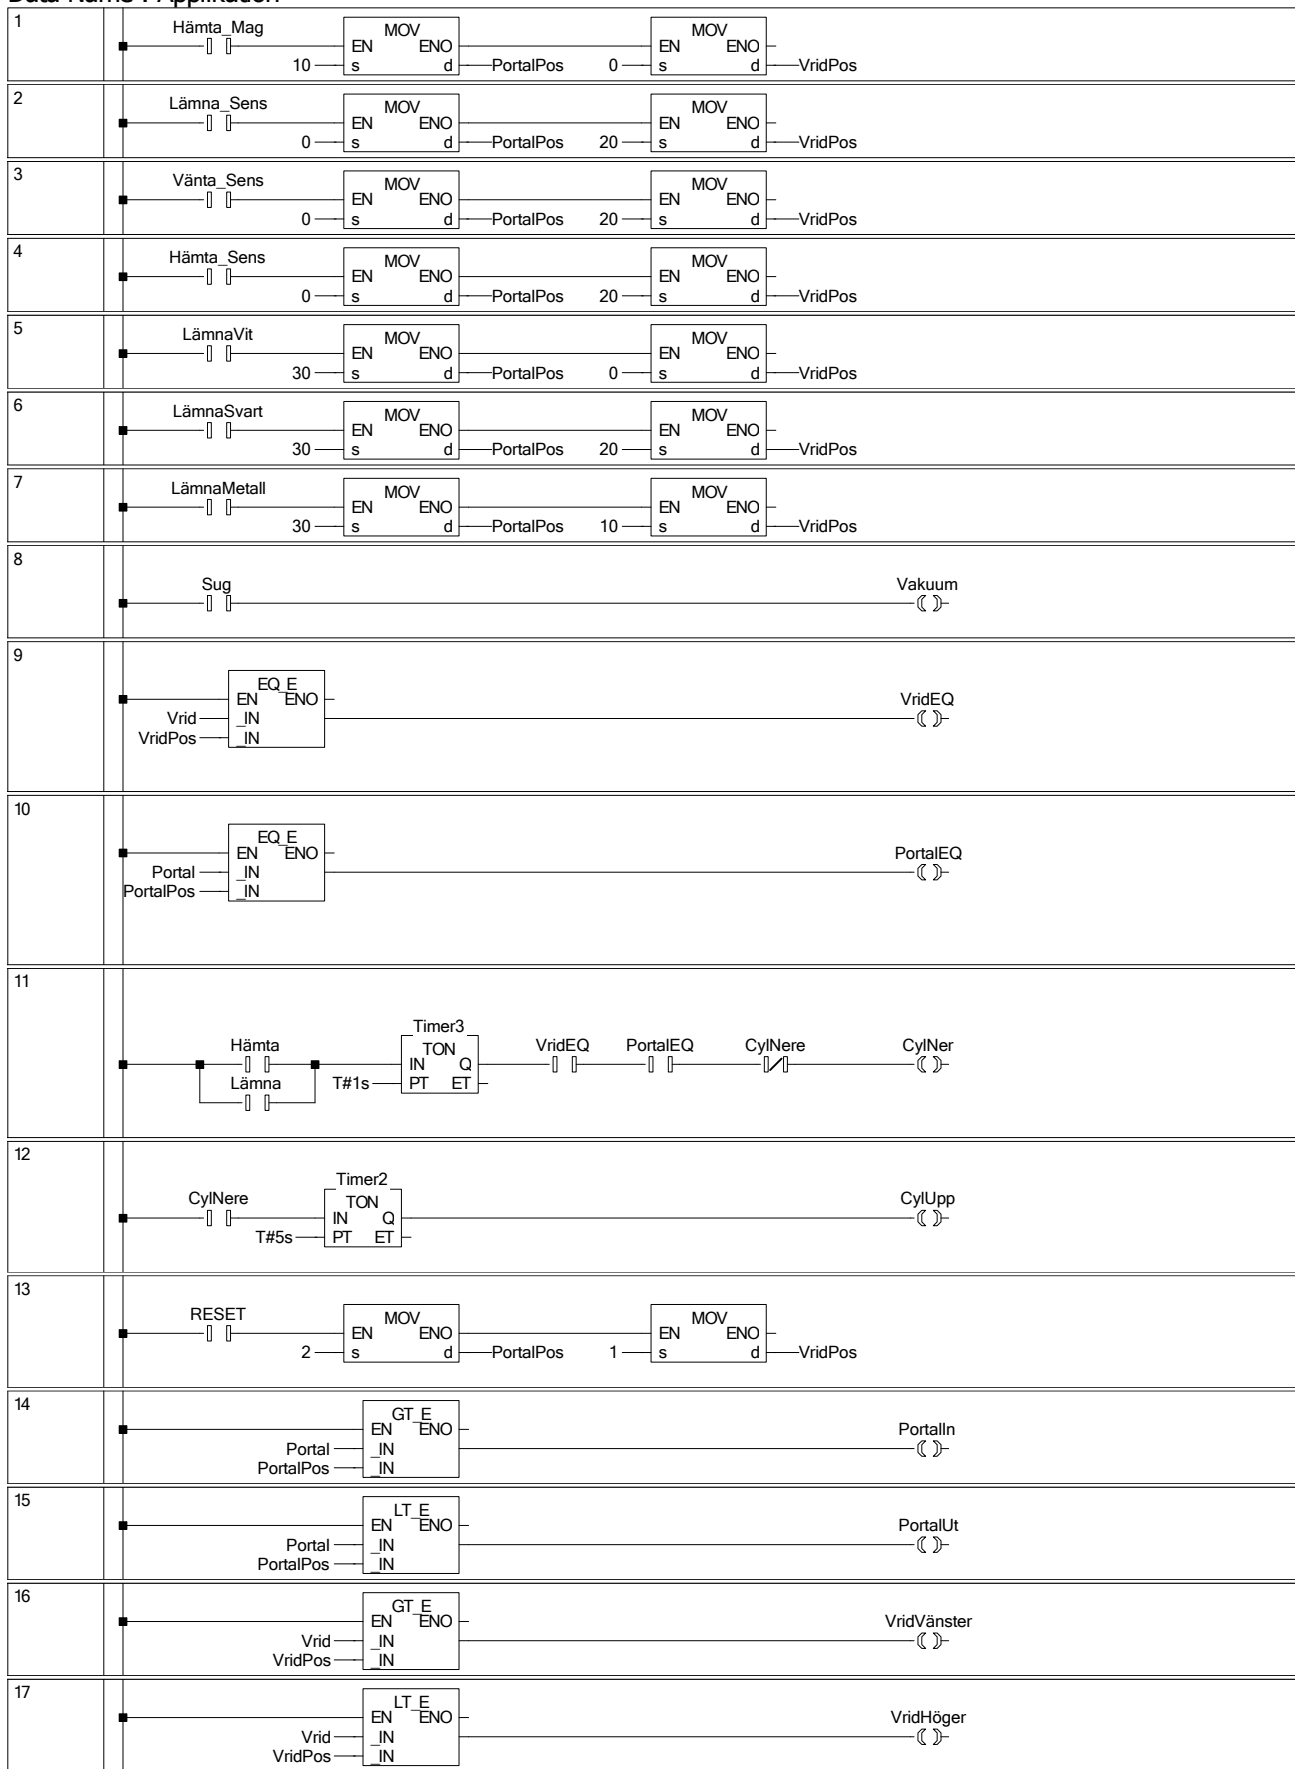 Data Name : Applikation
1
Hämta_Mag
MOV MOV
EN ENO EN ENO
10 s d PortalPos 0 s d VridPos
2
Lämna_Sens
MOV MOV
EN ENO EN ENO
0 s d PortalPos 20 s d VridPos
3
Vänta_Sens
MOV MOV
EN ENO EN ENO
0 s d PortalPos 20 s d VridPos
4
Hämta_Sens
MOV MOV
EN ENO EN ENO
0 s d PortalPos 20 s d VridPos
5
LämnaVit
MOV MOV
EN ENO EN ENO
30 s d PortalPos 0 s d VridPos
6
LämnaSvart
MOV MOV
EN ENO EN ENO
30 s d PortalPos 20 s d VridPos
7
LämnaMetall
MOV MOV
EN ENO EN ENO
30 s d PortalPos 10 s d VridPos
8
Sug Vakuum
9
EQ_E
EN ENO VridEQ
Vrid _IN
VridPos _IN
10
EQ_E
EN ENO PortalEQ
Portal _IN
PortalPos _IN
11
Timer3
Hämta TON VridEQ PortalEQ CylNere CylNer
IN Q
Lämna T#1s PT ET
12
Timer2
CylNere TON CylUpp
IN Q
T#5s PT ET
13
RESET
MOV MOV
EN ENO EN ENO
2 s d PortalPos 1 s d VridPos
14
GT_E
EN ENO PortalIn
Portal _IN
PortalPos _IN
15
LT_E
EN ENO PortalUt
Portal _IN
PortalPos _IN
16
GT_E
EN ENO VridVänster
Vrid _IN
VridPos _IN
17
LT_E
EN ENO VridHöger
Vrid _IN
VridPos _IN